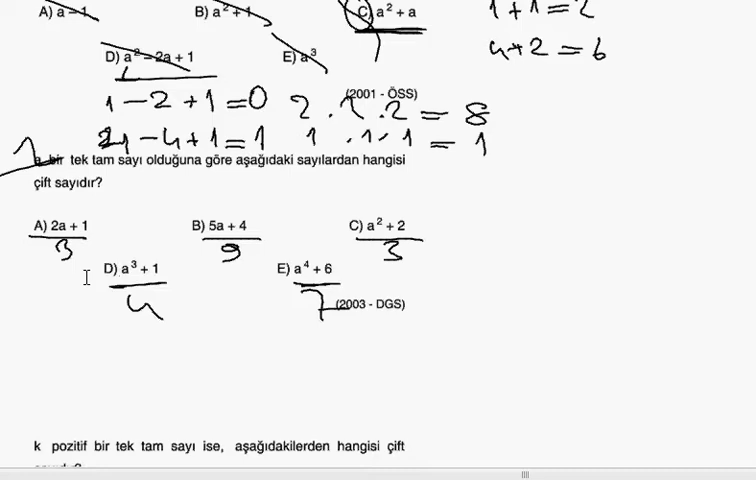 A) a – 1 B) a² + 1 C) a² + a 1 + 1 = 2
4 + 2 = 6
D) a² – 2a + 1 E) a³
(2001 - ÖSS)
1 – 2 + 1 = 0 2 . 2 . 2 = 8
4 – 4 + 1 = 1 1 . 1 . 1 = 1
1
a bir tek tam sayı olduğuna göre aşağıdaki sayılardan hangisi
çift sayıdır?
A) 2a + 1 B) 5a + 4 C) a² + 2
3 9 3
D) a³ + 1 E) a⁴ + 6
4 7 (2003 - DGS)
k pozitif bir tek tam sayı ise, aşağıdakilerden hangisi çift